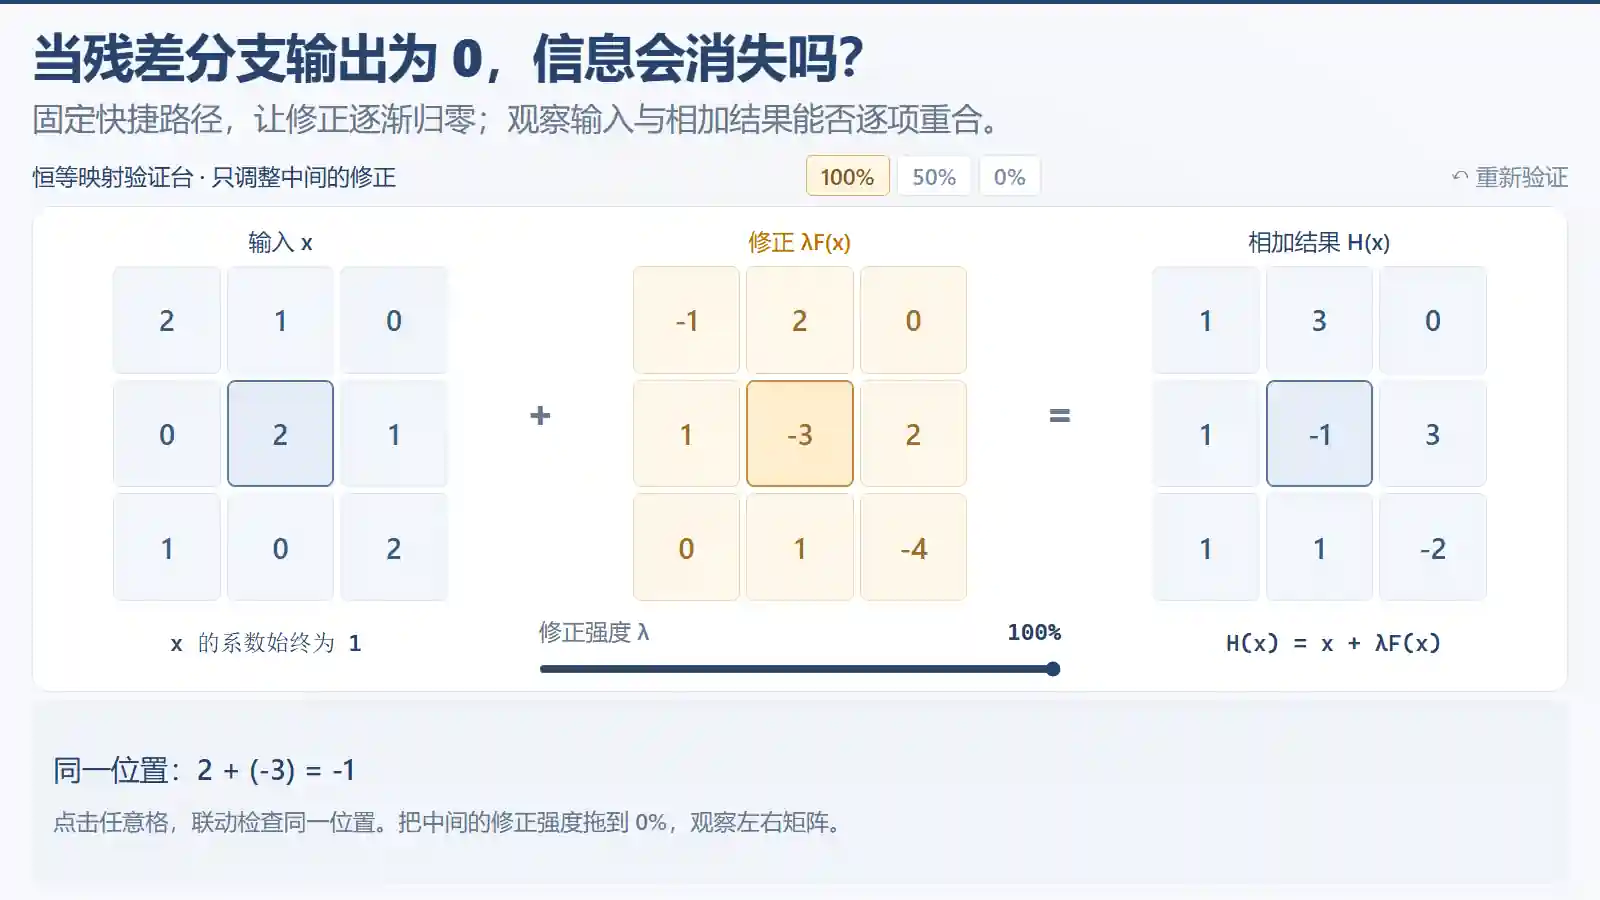 当残差分支输出为 0，信息会消失吗？
固定快捷路径，让修正逐渐归零；观察输入与相加结果能否逐项重合。
恒等映射验证台 · 只调整中间的修正
100% 50% 0%
↶ 重新验证
输入 x
修正 λF(x)
相加结果 H(x)
2 1 0
-1 2 0
1 3 0
0 2 1
+
1 -3 2
=
1 -1 3
1 0 2
0 1 -4
1 1 -2
x 的系数始终为 1
修正强度 λ
100%
H(x) = x + λF(x)
同一位置：2 + (-3) = -1
点击任意格，联动检查同一位置。把中间的修正强度拖到 0%，观察左右矩阵。